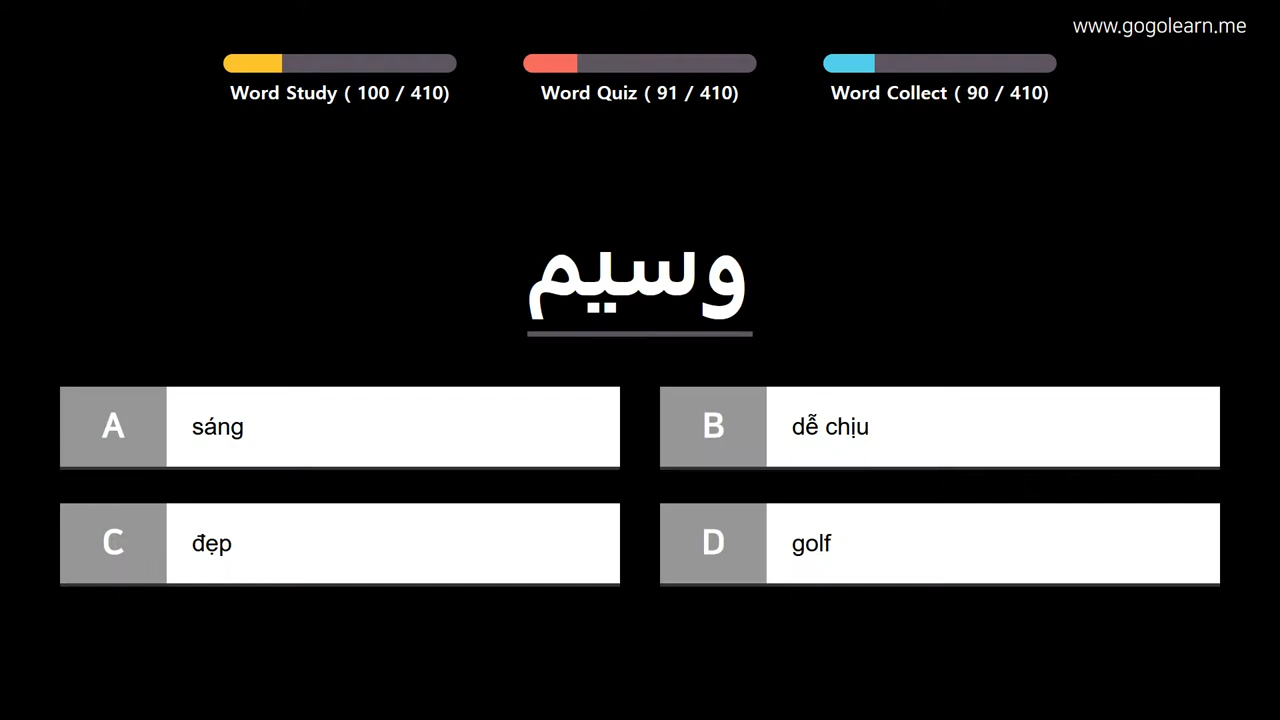 www.gogolearn.me
Word Study ( 100 / 410)
Word Quiz ( 91 / 410)
Word Collect ( 90 / 410)
وسيم
A
sáng
B
dễ chịu
C
đẹp
D
golf